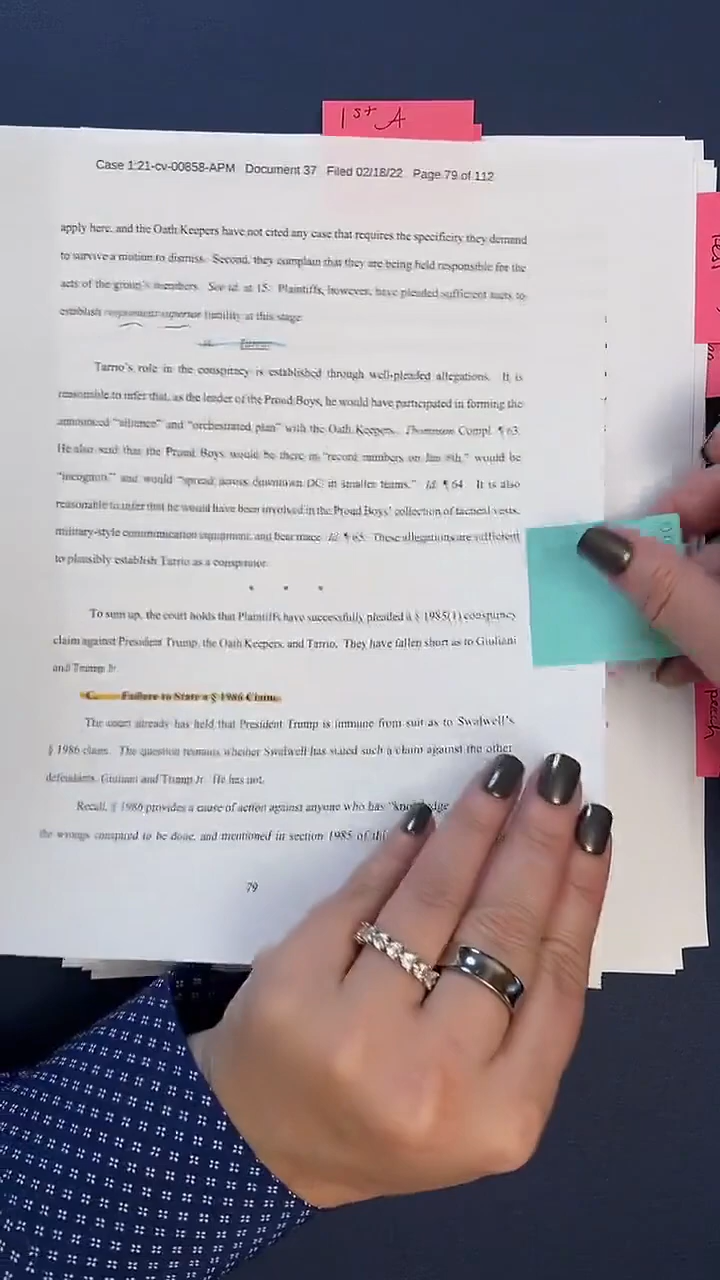 1st A
Case 1:21-cv-00858-APM Document 37 Filed 02/18/22 Page 79 of 112
apply here, and the Oath Keepers have not cited any case that requires the specificity they demand
to survive a motion to dismiss. Second, they complain that they are being held responsible for the
acts of the group's members. See id. at 15. Plaintiffs, however, have pleaded sufficient facts to
establish respondeat superior liability at this stage.
Tarrio.
Tarrio's role in the conspiracy is established through well-pleaded allegations. It is
reasonable to infer that, as the leader of the Proud Boys, he would have participated in forming the
announced "alliance" and "orchestrated plan" with the Oath Keepers. Thompson Compl. ¶ 63.
He also said that the Proud Boys would be there in "record numbers on Jan 6th," would be
"incognito" and would "spread across downtown DC in smaller teams." Id. ¶ 64. It is also
reasonable to infer that he would have been involved in the Proud Boys' collection of tactical vests,
military-style communication equipment, and bear mace. Id. ¶ 65. These allegations are sufficient
to plausibly establish Tarrio as a conspirator.
* * *
To sum up, the court holds that Plaintiffs have successfully pleaded a § 1985(1) conspiracy
claim against President Trump, the Oath Keepers, and Tarrio. They have fallen short as to Giuliani
and Trump Jr.
C. Failure to State a § 1986 Claim
The court already has held that President Trump is immune from suit as to Swalwell's
§ 1986 claim. The question remains whether Swalwell has stated such a claim against the other
defendants, Giuliani and Trump Jr. He has not.
Recall, § 1986 provides a cause of action against anyone who has "knowledge
the wrongs conspired to be done, and mentioned in section 1985 of
79